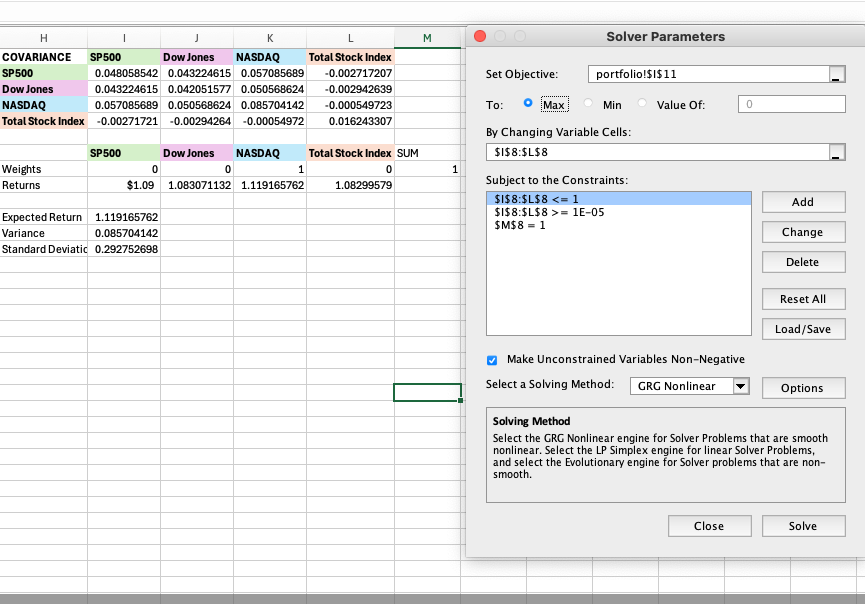 H I J K L M
COVARIANCE SP500 Dow Jones NASDAQ Total Stock Index
SP500 0.048058542 0.043224615 0.057085689 -0.002717207
Dow Jones 0.043224615 0.042051577 0.050568624 -0.002942639
NASDAQ 0.057085689 0.050568624 0.085704142 -0.000549723
Total Stock Index -0.00271721 -0.00294264 -0.00054972 0.016243307
SP500 Dow Jones NASDAQ Total Stock Index SUM
Weights 0 0 1 0 1
Returns $1.09 1.083071132 1.119165762 1.08299579
Expected Return 1.119165762
Variance 0.085704142
Standard Deviatic 0.292752698
Solver Parameters
Set Objective: portfolio!$I$11
To: Max Min Value Of: 0
By Changing Variable Cells:
$I$8:$L$8
Subject to the Constraints:
$I$8:$L$8 <= 1
$I$8:$L$8 >= 1E-05
$M$8 = 1
Add
Change
Delete
Reset All
Load/Save
Make Unconstrained Variables Non-Negative
Select a Solving Method: GRG Nonlinear Options
Solving Method
Select the GRG Nonlinear engine for Solver Problems that are smooth
nonlinear. Select the LP Simplex engine for linear Solver Problems,
and select the Evolutionary engine for Solver problems that are non-
smooth.
Close Solve